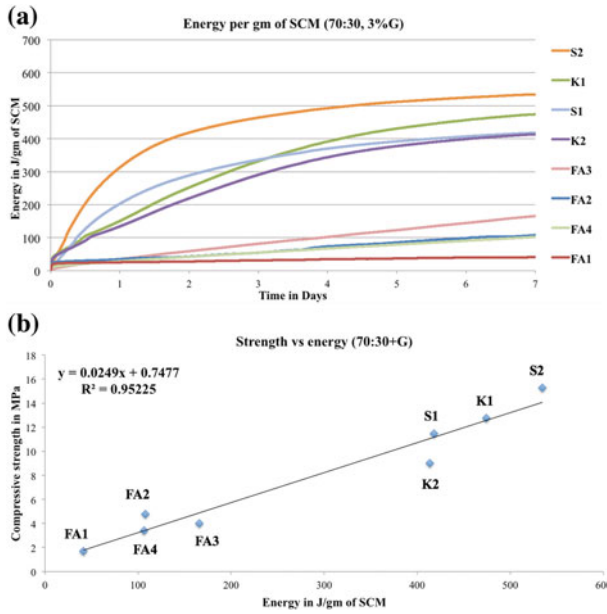 (a)
Energy per gm of SCM (70:30, 3%G)
700
600
500
400
300
200
100
0
Energy in J/gm of SCM
0 1 2 3 4 5 6 7
Time in Days
S2
K1
S1
K2
FA3
FA2
FA4
FA1
(b)
Strength vs energy (70:30+G)
y = 0.0249x + 0.7477
R² = 0.95225
18
16
14
12
10
8
6
4
2
0
Compressive strength in MPa
S2
K1
S1
K2
FA2
FA1
FA4
FA3
0 100 200 300 400 500 600
Energy in J/gm of SCM